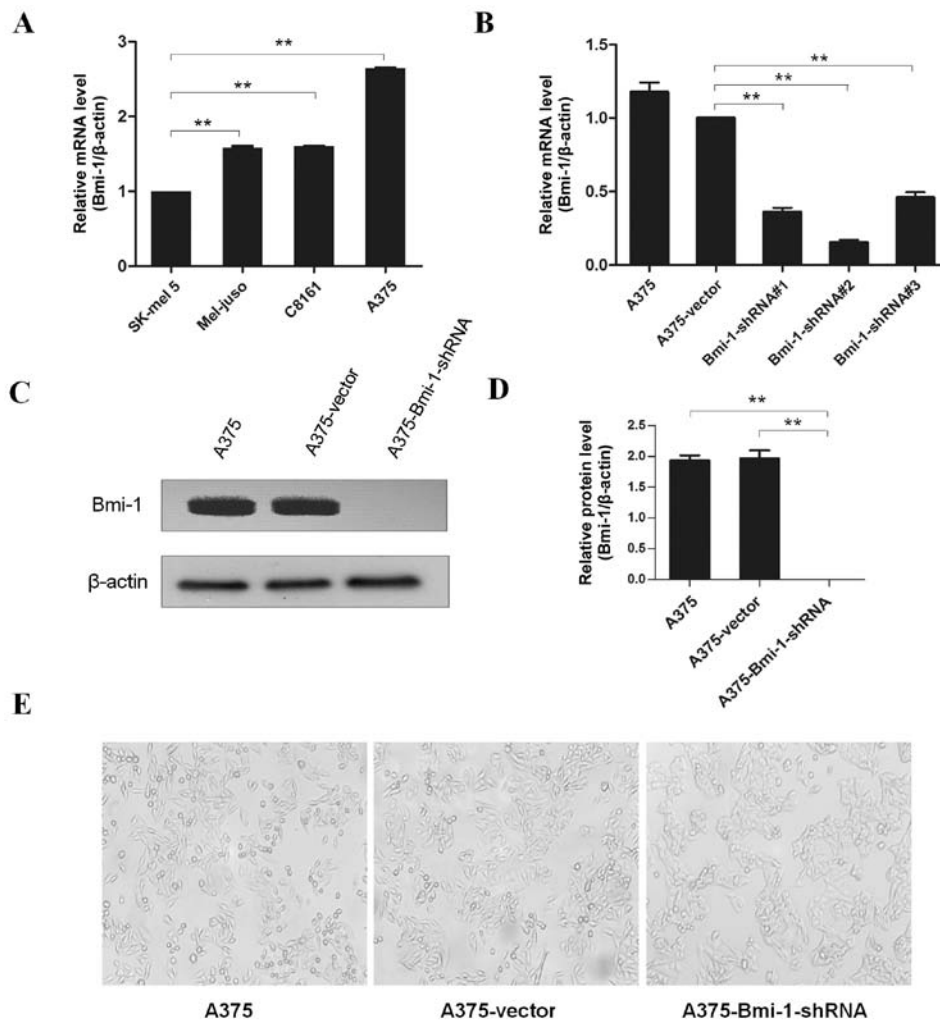 A
Relative mRNA level
(Bmi-1/β-actin)
3
2
1
0
**
**
**
SK-mel 5
Mel-juso
C8161
A375
B
Relative mRNA level
(Bmi-1/β-actin)
1.5
1.0
0.5
0.0
**
**
**
A375
A375-vector
Bmi-1-shRNA#1
Bmi-1-shRNA#2
Bmi-1-shRNA#3
C
A375
A375-vector
A375-Bmi-1-shRNA
Bmi-1
β-actin
D
Relative protein level
(Bmi-1/β-actin)
2.5
2.0
1.5
1.0
0.5
0.0
**
**
A375
A375-vector
A375-Bmi-1-shRNA
E
A375
A375-vector
A375-Bmi-1-shRNA